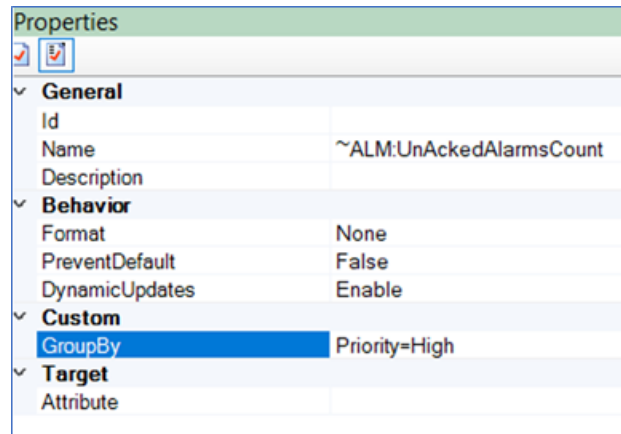 Properties
General
Id
Name ~ALM:UnAckedAlarmsCount
Description
Behavior
Format None
PreventDefault False
DynamicUpdates Enable
Custom
GroupBy Priority=High
Target
Attribute